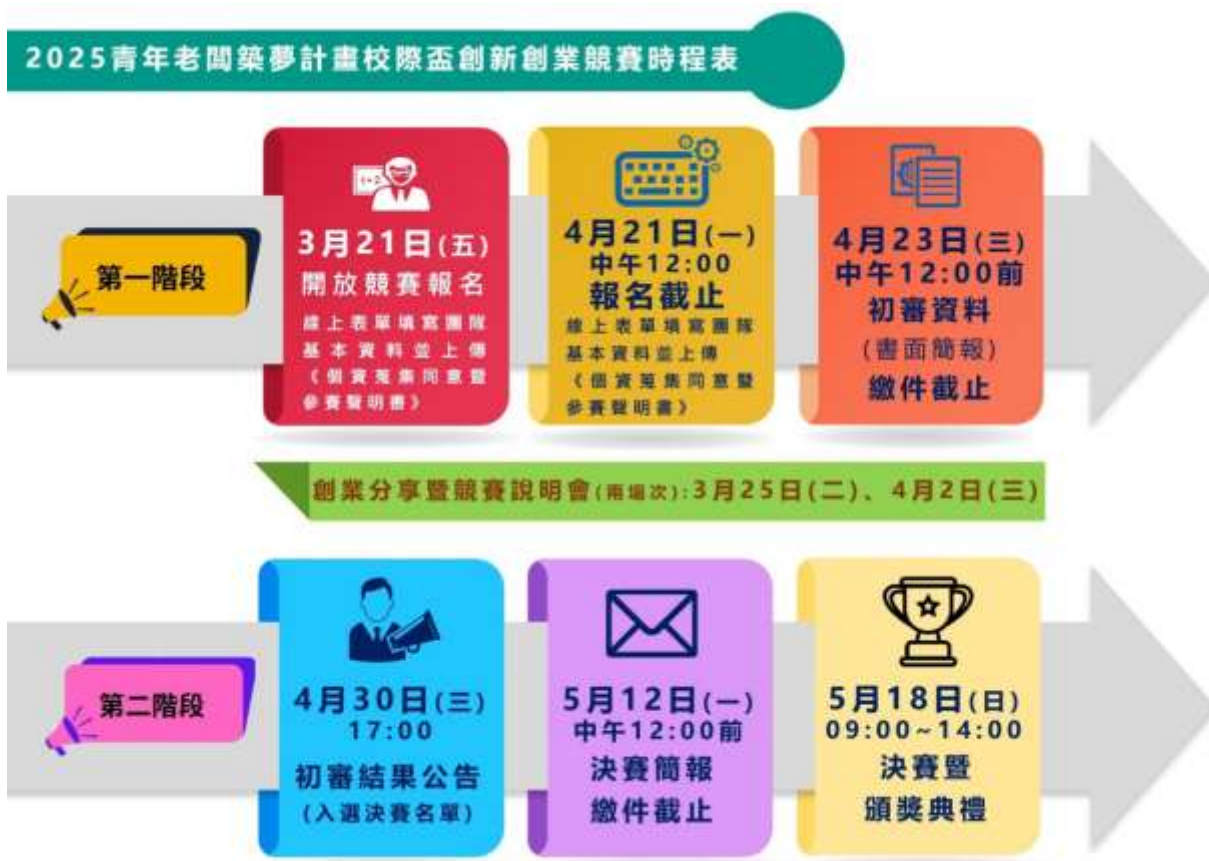 2025青年老闆築夢計畫校際盃創新創業競賽時程表
第一階段
3月21日(五)
開放競賽報名
線上表單填寫團隊
基本資料並上傳
《個資蒐集同意暨
參賽聲明書》
4月21日(一)
中午12:00
報名截止
線上表單填寫團隊
基本資料並上傳
《個資蒐集同意暨
參賽聲明書》
4月23日(三)
中午12:00前
初審資料
(書面簡報)
繳件截止
創業分享暨競賽說明會(兩場次):3月25日(二)、4月2日(三)
第二階段
4月30日(三)
17:00
初審結果公告
(入選決賽名單)
5月12日(一)
中午12:00前
決賽簡報
繳件截止
5月18日(日)
09:00~14:00
決賽暨
頒獎典禮